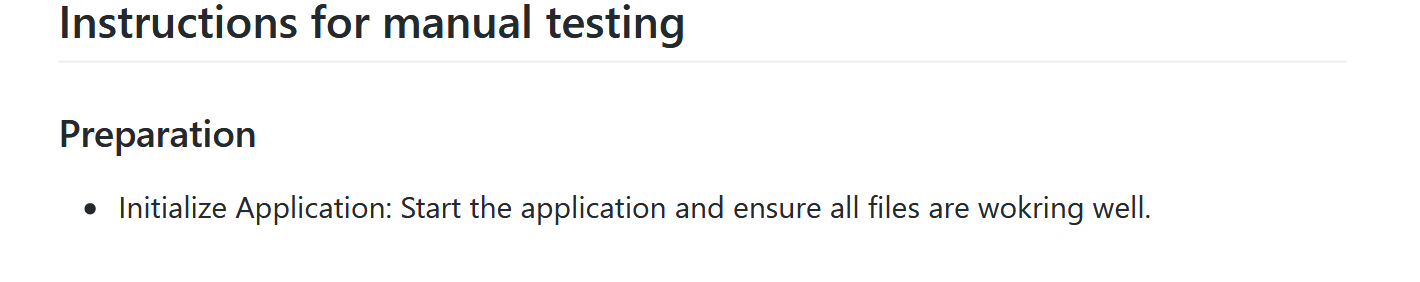 Instructions for manual testing
Preparation
Initialize Application: Start the application and ensure all files are wokring well.